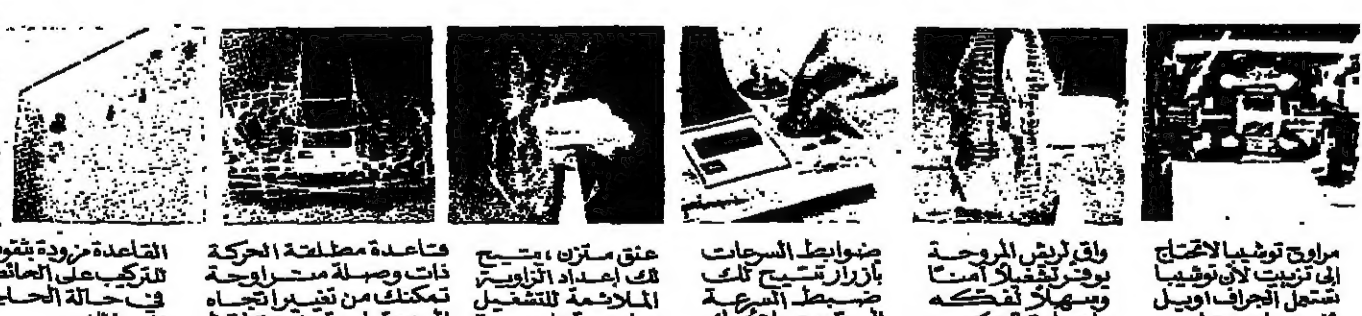 مراوح توشيبا لا تحتاج
إلى تزييت لأن توشيبا
تستعمل الجراف اويل
واق لريش المروحة
يوفر تشغيلاً آمناً
وسهلاً لفكه
ضوابط السرعات
بأزرار تتيح لك
ضبط السرعة
عنق متزن، يتيح
لك إعداد الزاوية
الملائمة للتشغيل
قاعدة مطلقة الحركة
ذات وصلة متراوحة
تمكنك من تغيير اتجاه
القاعدة مزودة بثقوب
للتركيب على الحائط
في حالة